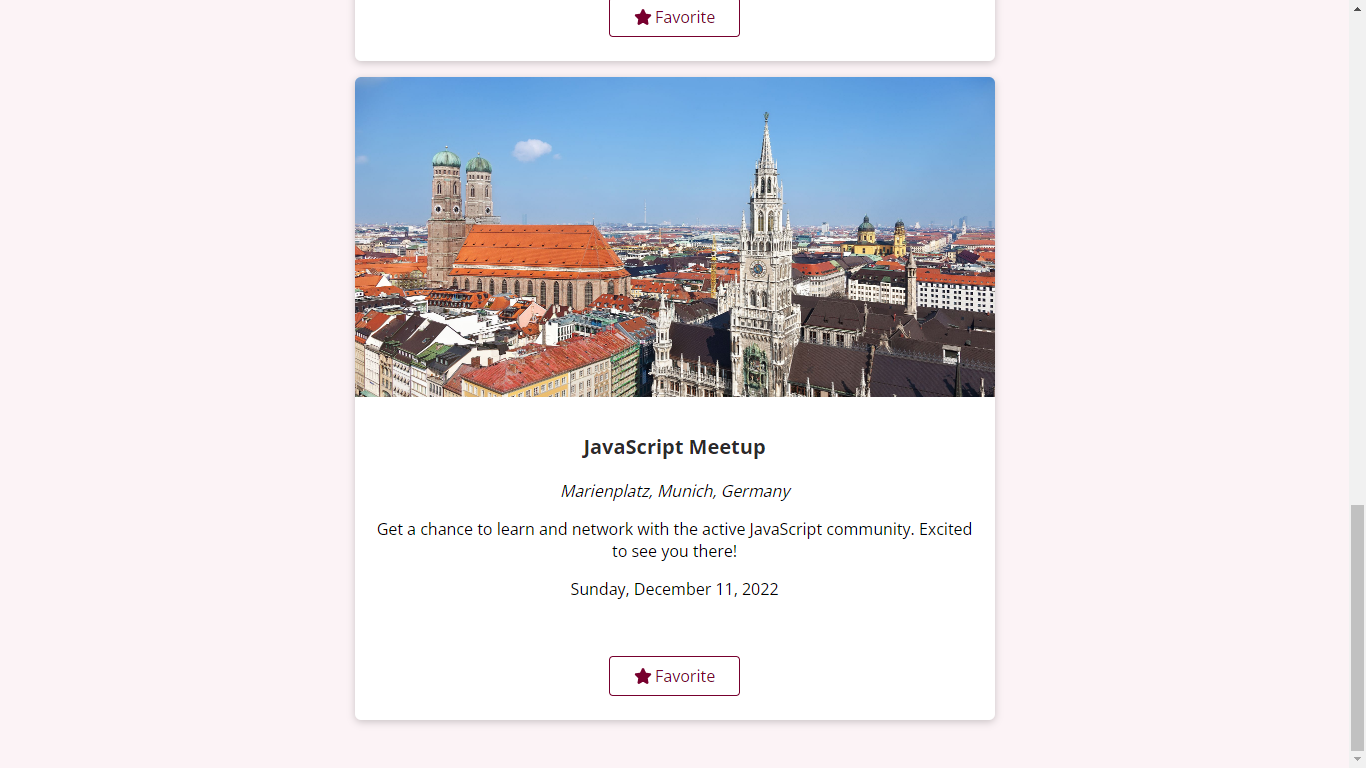 Favorite
JavaScript Meetup
Marienplatz, Munich, Germany
Get a chance to learn and network with the active JavaScript community. Excited
to see you there!
Sunday, December 11, 2022
Favorite